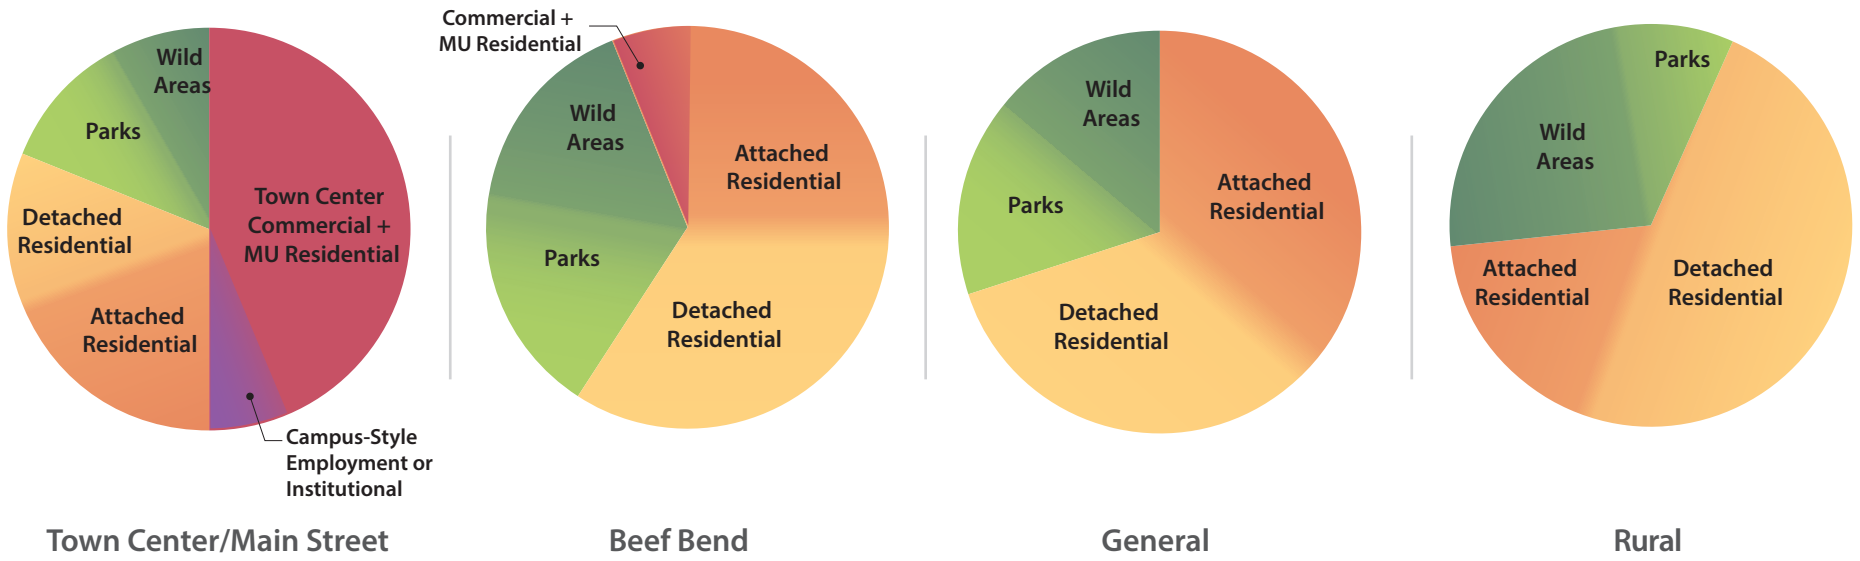 Wild
Areas
Parks
Detached
Residential
Attached
Residential
Town Center
Commercial +
MU Residential
Campus-Style
Employment or
Institutional
Town Center/Main Street
Commercial +
MU Residential
Wild
Areas
Attached
Residential
Parks
Detached
Residential
Beef Bend
Wild
Areas
Attached
Residential
Parks
Detached
Residential
General
Parks
Wild
Areas
Attached
Residential
Detached
Residential
Rural